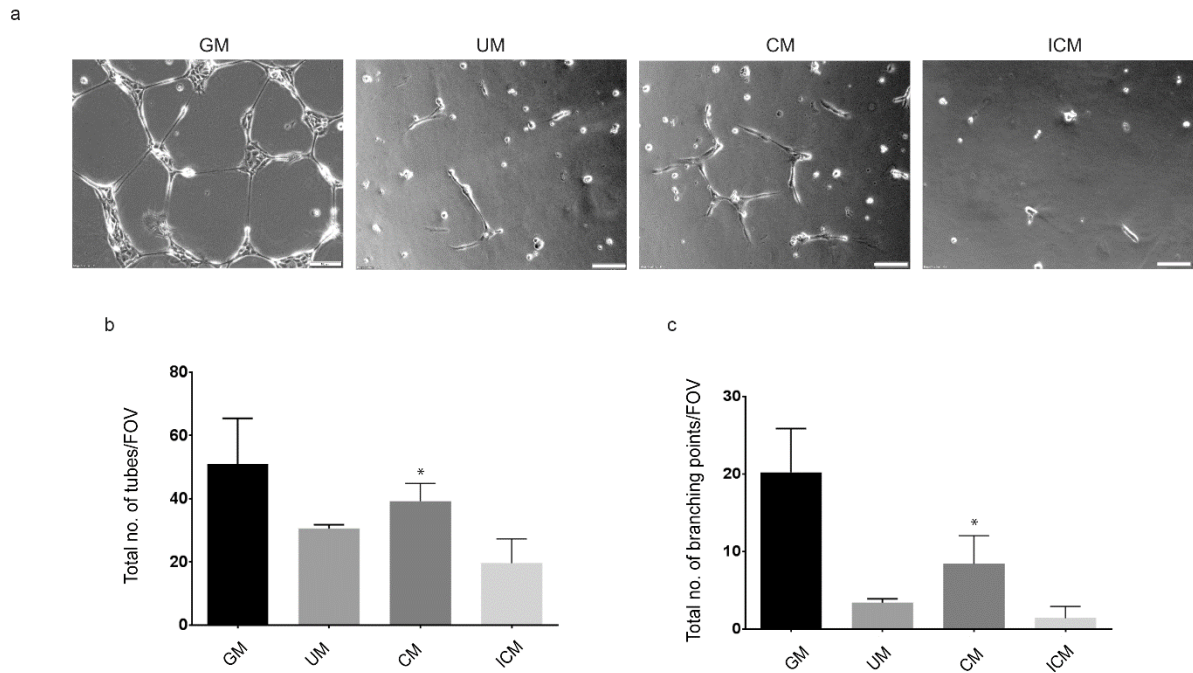 a
GM UM CM ICM
b
c
Total no. of tubes/FOV
80
60
40
20
0
*
GM UM CM ICM
Total no. of branching points/FOV
30
20
10
0
*
GM UM CM ICM